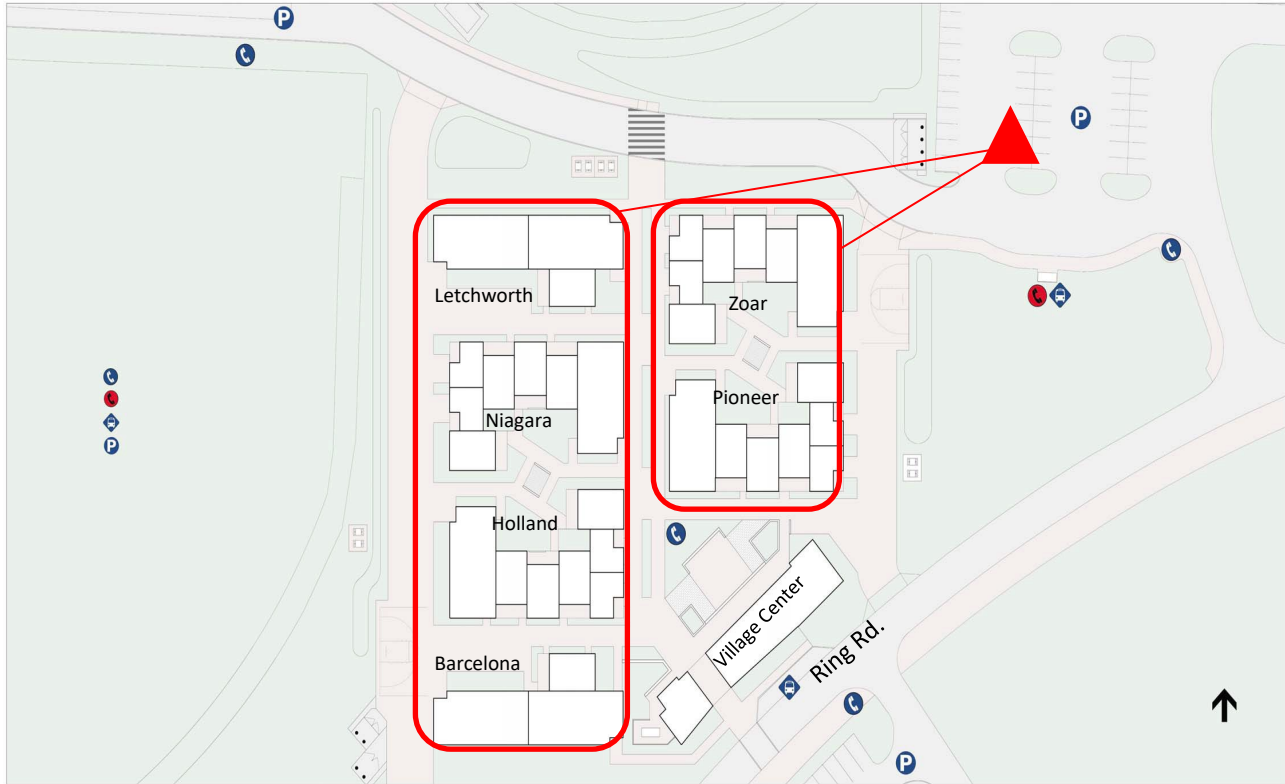 P
P
Letchworth
Zoar
Pioneer
Niagara
P
Holland
Village Center
Barcelona
Ring Rd.
P